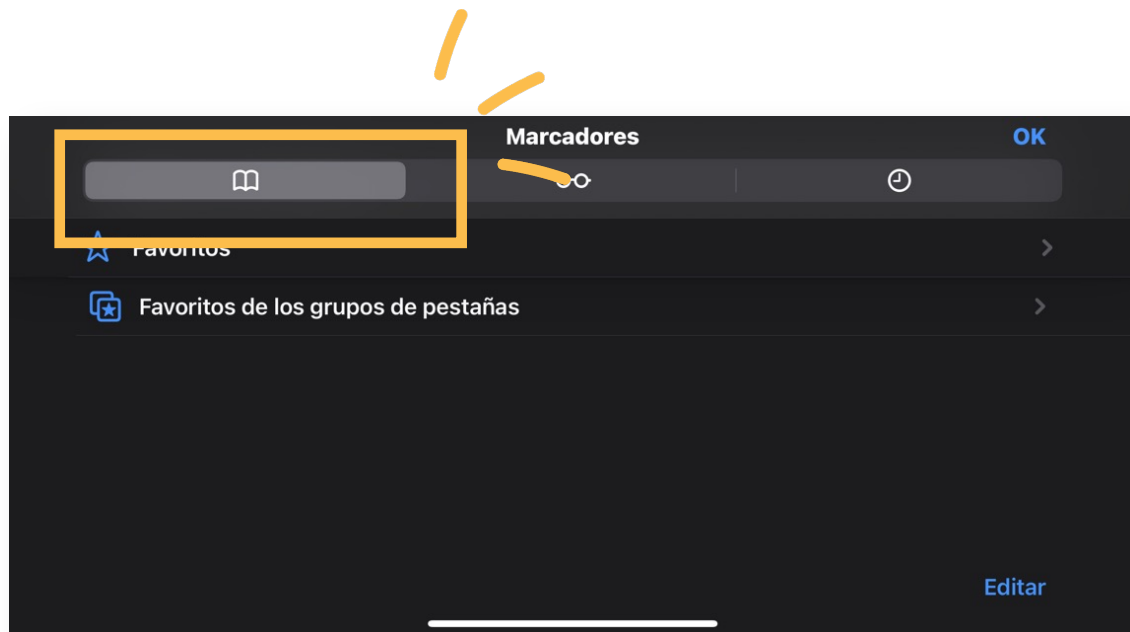 Marcadores
OK
Favoritos
Favoritos de los grupos de pestañas
Editar